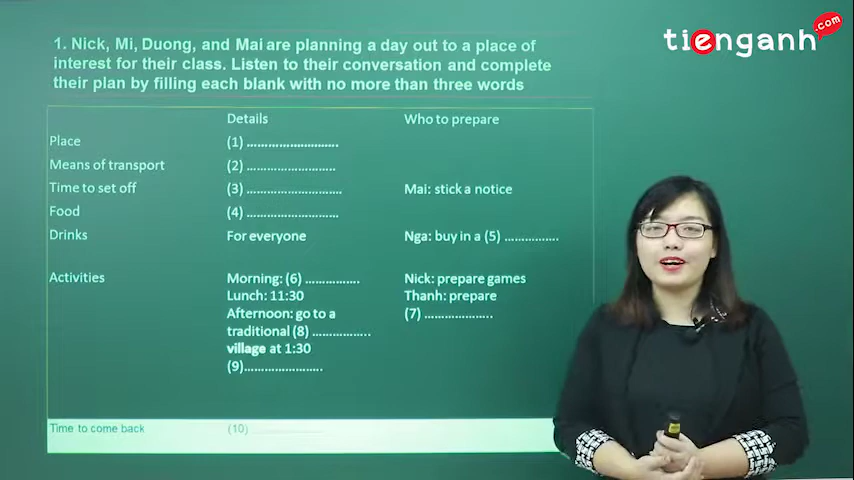 tienganh.com
1. Nick, Mi, Duong, and Mai are planning a day out to a place of
interest for their class. Listen to their conversation and complete
their plan by filling each blank with no more than three words
Details Who to prepare
Place (1) ..........................
Means of transport (2) .........................
Time to set off (3) ........................... Mai: stick a notice
Food (4) ..........................
Drinks For everyone Nga: buy in a (5) ...............
Activities Morning: (6) ............... Nick: prepare games
Lunch: 11:30 Thanh: prepare
Afternoon: go to a (7) ...................
traditional (8) ................
village at 1:30
(9)......................
Time to come back (10) ......................